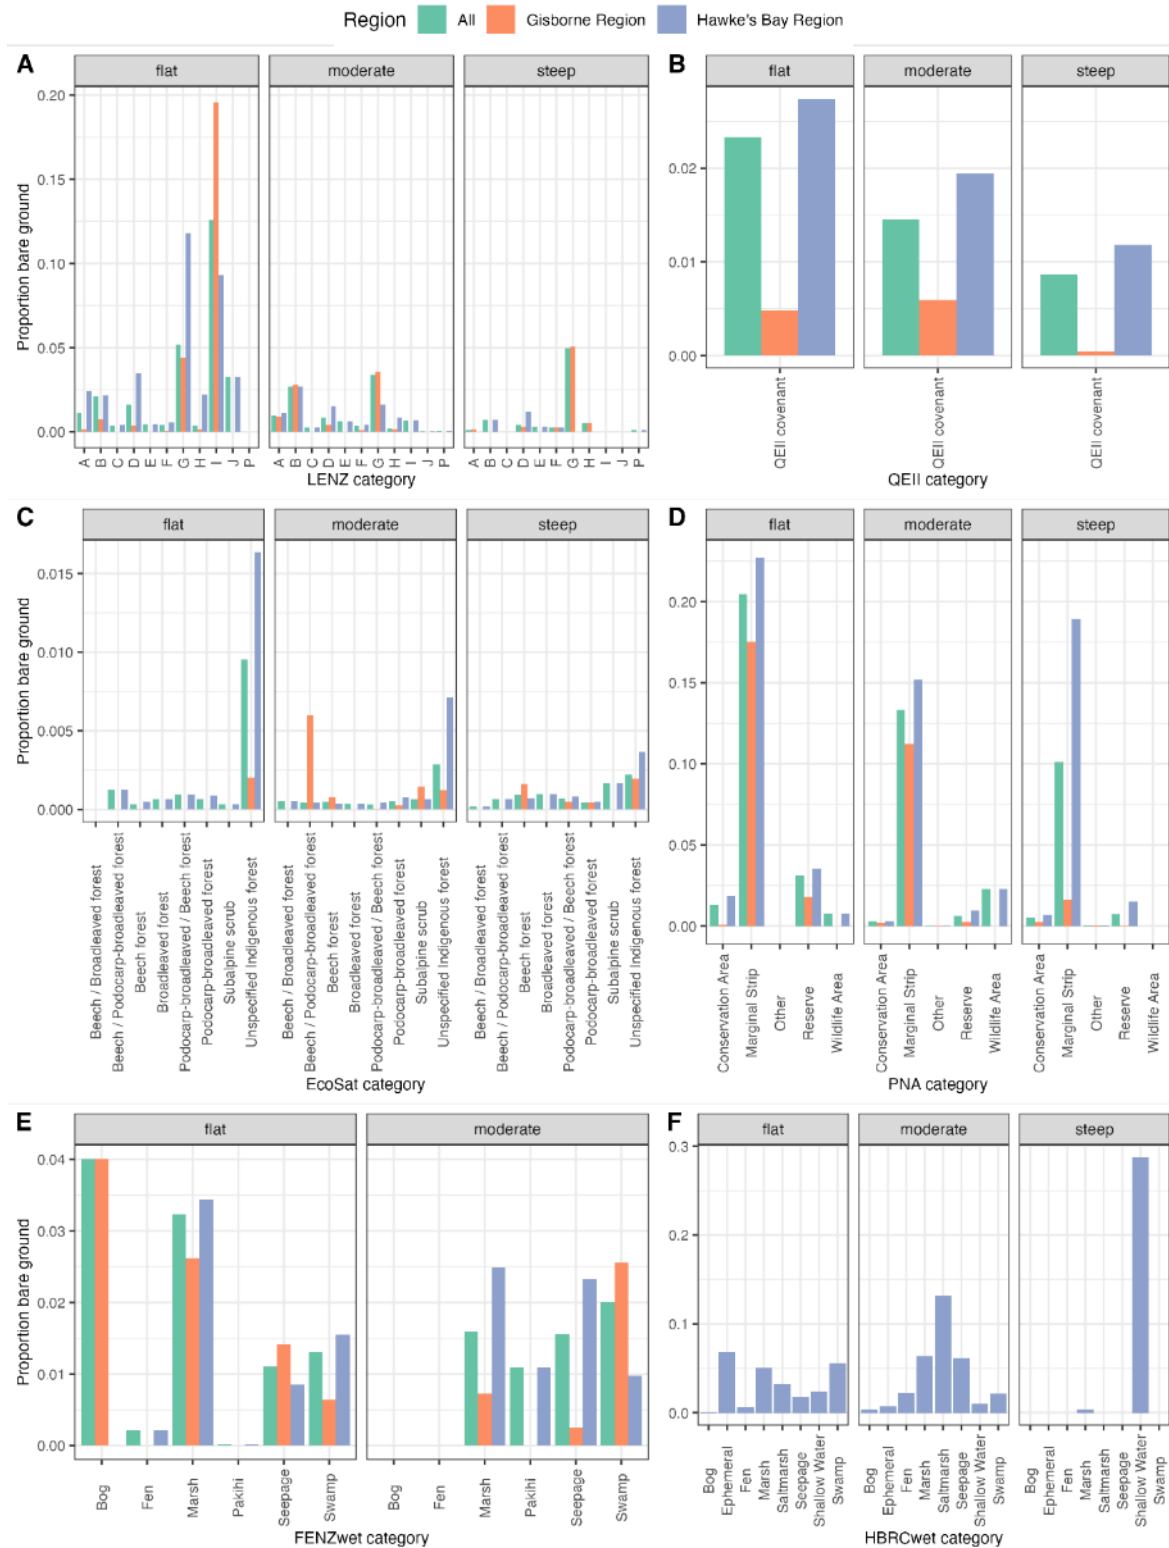 Region All Gisborne Region Hawke's Bay Region
A
flat moderate steep
Proportion bare ground
0.20
0.15
0.10
0.05
0.00
A B C D E F G H I J P A B C D E F G H I J P A B C D E F G H I J P
LENZ category
B
flat moderate steep
0.02
0.01
0.00
QEII covenant QEII covenant QEII covenant
QEII category
C
flat moderate steep
Proportion bare ground
0.015
0.010
0.005
0.000
Beech / Broadleaved forest
Beech / Podocarp-broadleaved forest
Beech forest
Broadleaved forest
Podocarp-broadleaved / Beech forest
Podocarp-broadleaved forest
Subalpine scrub
Unspecified Indigenous forest
Beech / Broadleaved forest
Beech / Podocarp-broadleaved forest
Beech forest
Broadleaved forest
Podocarp-broadleaved / Beech forest
Podocarp-broadleaved forest
Subalpine scrub
Unspecified Indigenous forest
Beech / Broadleaved forest
Beech / Podocarp-broadleaved forest
Beech forest
Broadleaved forest
Podocarp-broadleaved / Beech forest
Podocarp-broadleaved forest
Subalpine scrub
Unspecified Indigenous forest
EcoSat category
D
flat moderate steep
0.20
0.15
0.10
0.05
0.00
Conservation Area
Marginal Strip
Other
Reserve
Wildlife Area
Conservation Area
Marginal Strip
Other
Reserve
Wildlife Area
Conservation Area
Marginal Strip
Other
Reserve
Wildlife Area
PNA category
E
flat moderate
Proportion bare ground
0.04
0.03
0.02
0.01
0.00
Bog
Fen
Marsh
Pakihi
Seepage
Swamp
Bog
Fen
Marsh
Pakihi
Seepage
Swamp
FENZwet category
F
flat moderate steep
0.3
0.2
0.1
0.0
Bog
Ephemeral
Fen
Marsh
Saltmarsh
Seepage
Shallow Water
Swamp
Bog
Ephemeral
Fen
Marsh
Saltmarsh
Seepage
Shallow Water
Swamp
Bog
Ephemeral
Fen
Marsh
Saltmarsh
Seepage
Shallow Water
Swamp
HBRCwet category